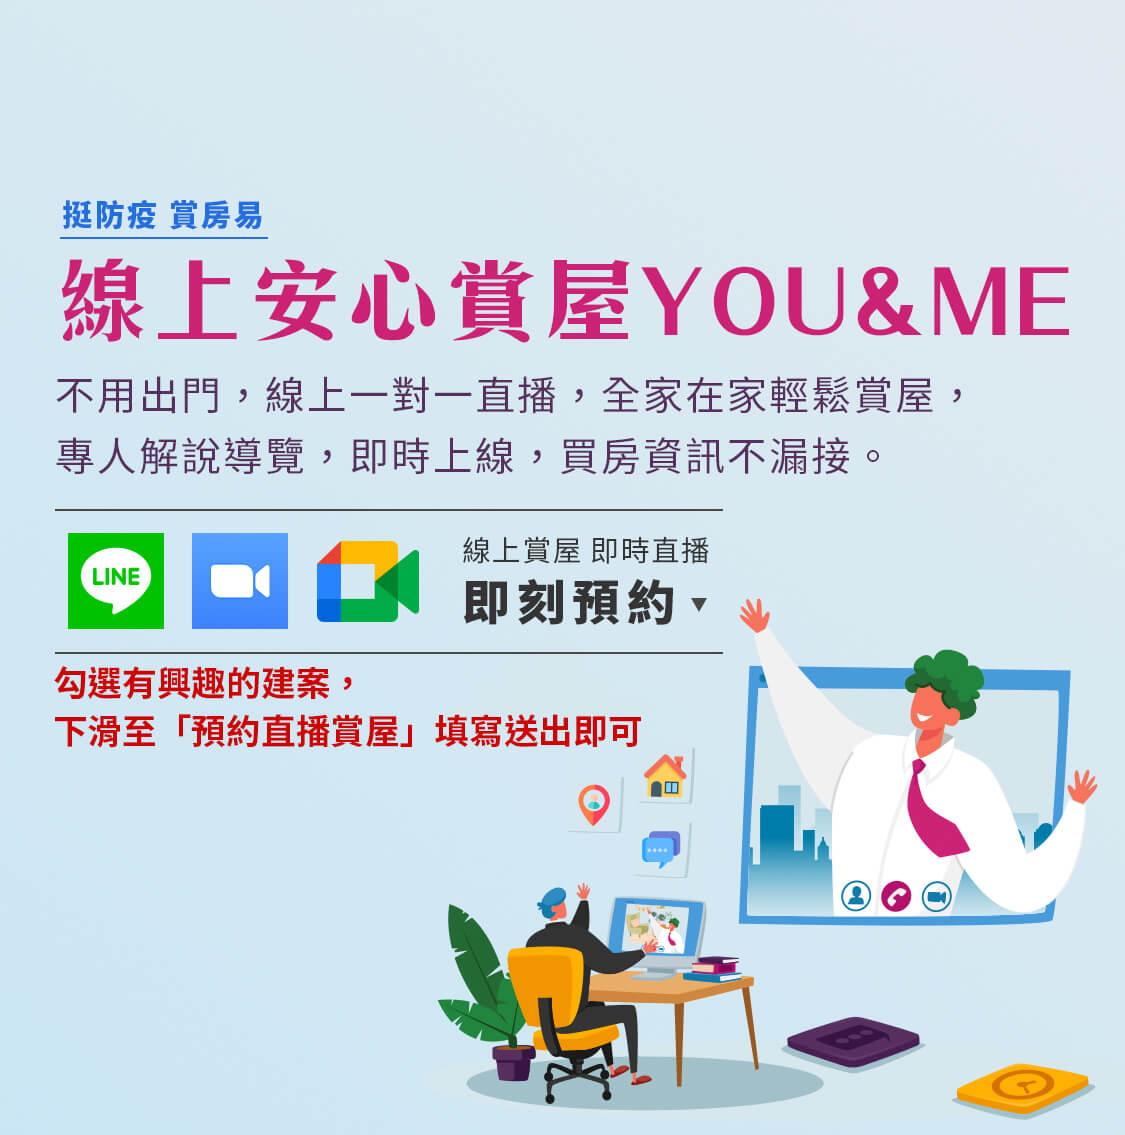 挺防疫 賞房易
線上安心賞屋YOU&ME
不用出門，線上一對一直播，全家在家輕鬆賞屋，
專人解說導覽，即時上線，買房資訊不漏接。
LINE
線上賞屋 即時直播
即刻預約▼
勾選有興趣的建案，
下滑至「預約直播賞屋」填寫送出即可